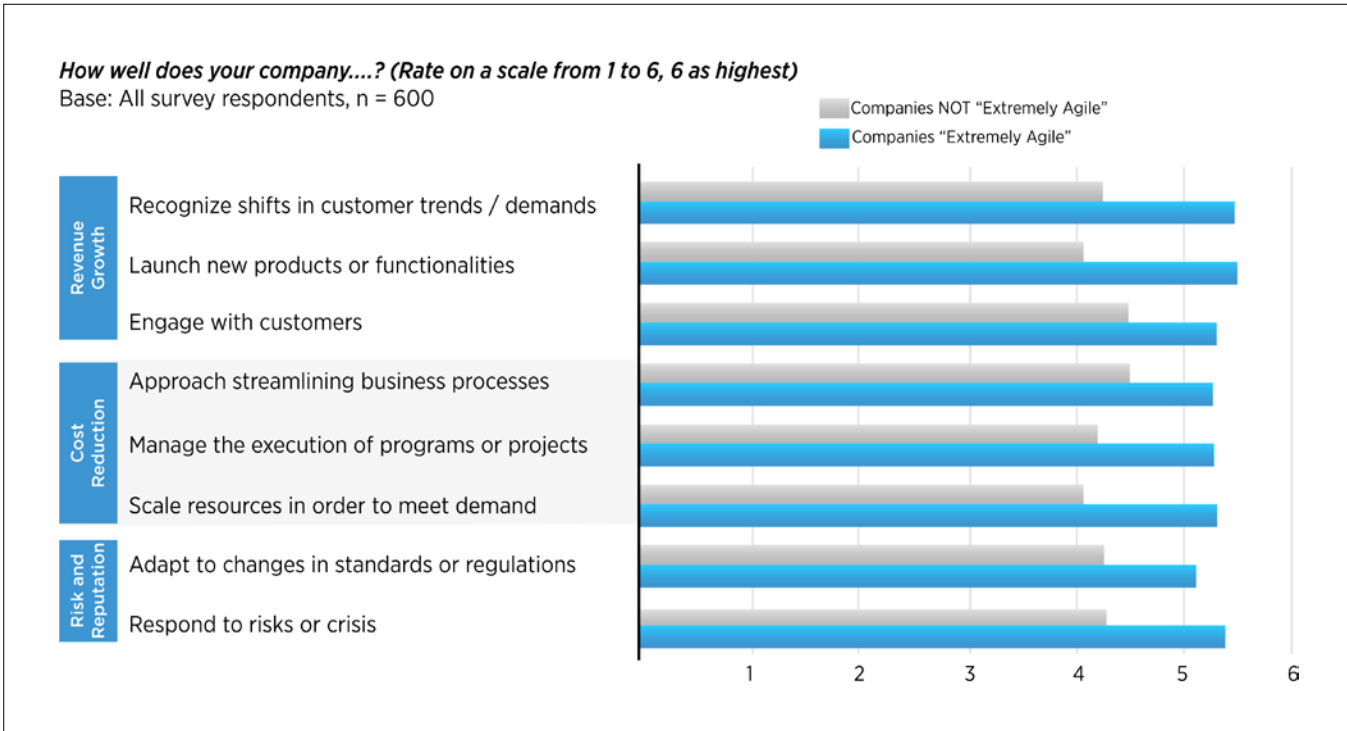 How well does your company....? (Rate on a scale from 1 to 6, 6 as highest)
Base: All survey respondents, n = 600
Companies NOT “Extremely Agile”
Companies “Extremely Agile”
Revenue
Growth
Recognize shifts in customer trends / demands
Launch new products or functionalities
Engage with customers
Cost
Reduction
Approach streamlining business processes
Manage the execution of programs or projects
Scale resources in order to meet demand
Risk and
Reputation
Adapt to changes in standards or regulations
Respond to risks or crisis
1 2 3 4 5 6